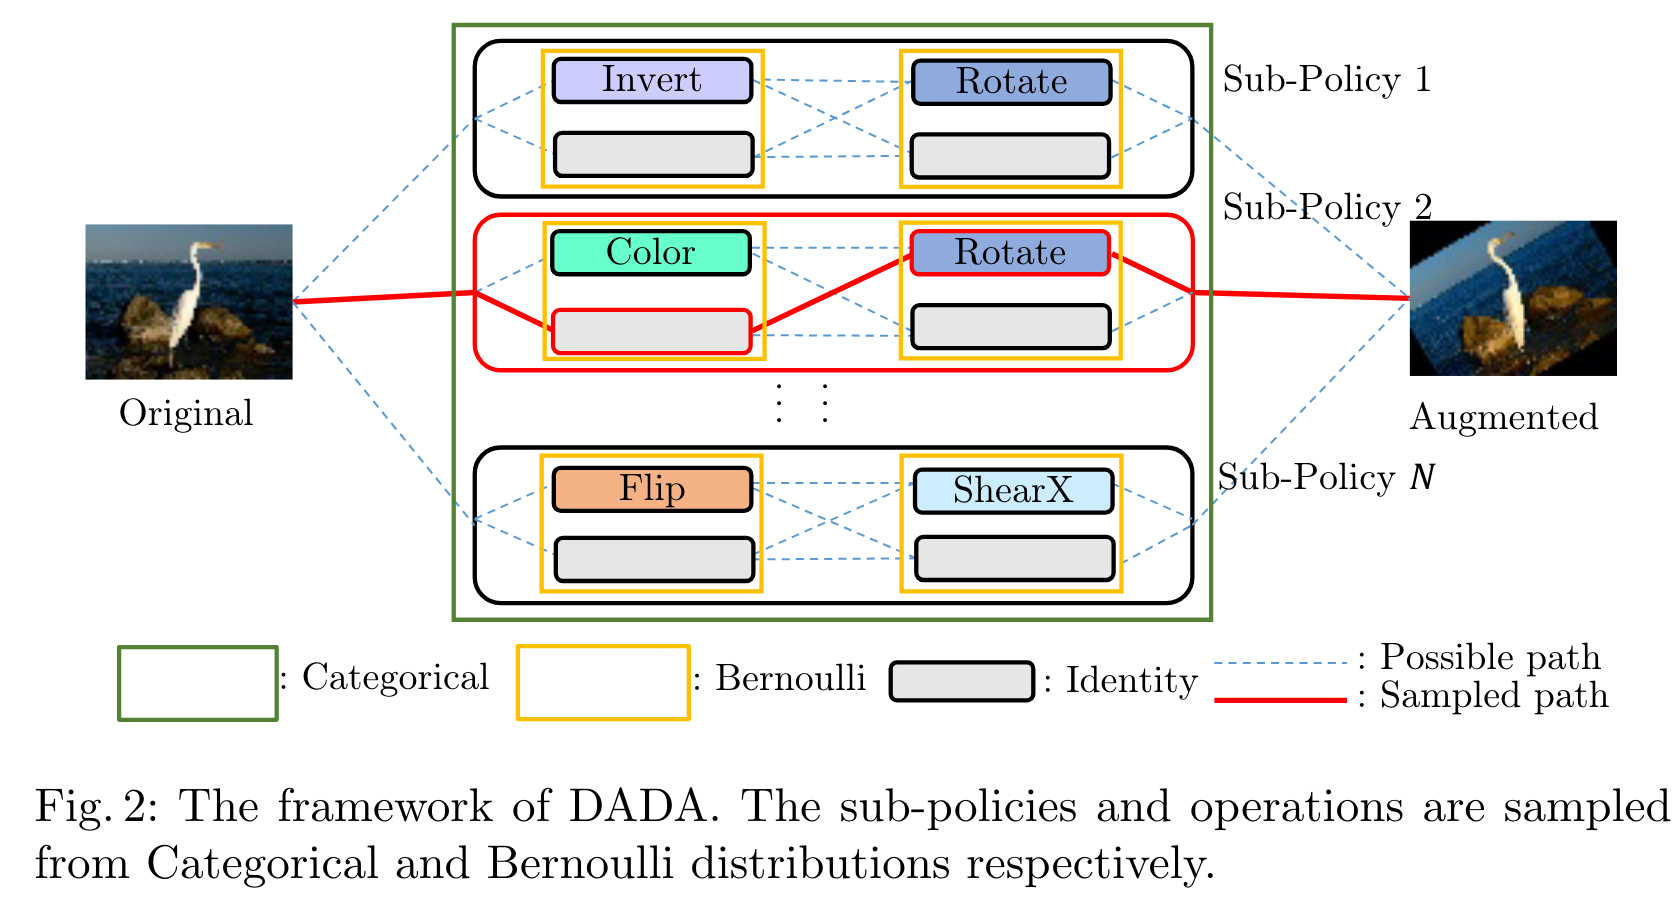 Invert
Rotate
Sub-Policy 1
Color
Rotate
Sub-Policy 2
Original
Augmented
Flip
ShearX
Sub-Policy N
: Categorical
: Bernoulli
: Identity
: Possible path
: Sampled path
Fig. 2: The framework of DADA. The sub-policies and operations are sampled
from Categorical and Bernoulli distributions respectively.